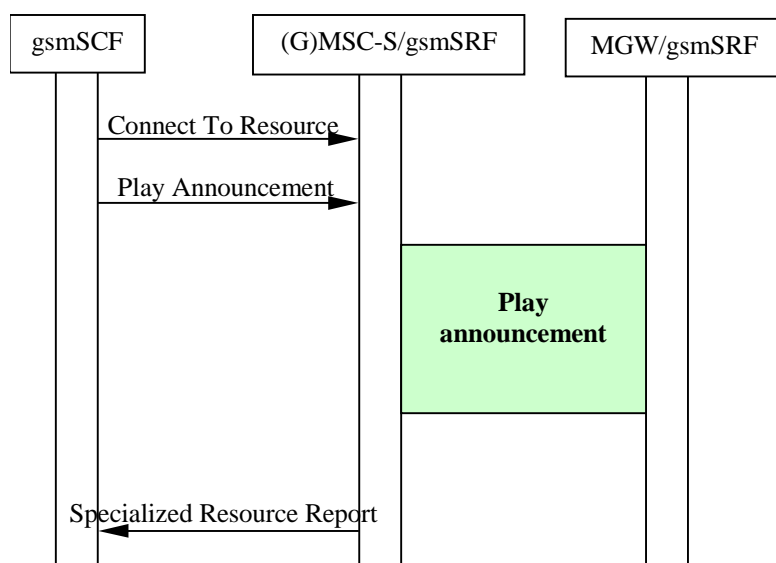 gsmSCF
(G)MSC-S/gsmSRF
MGW/gsmSRF
Connect To Resource
Play Announcement
Play
announcement
Specialized Resource Report